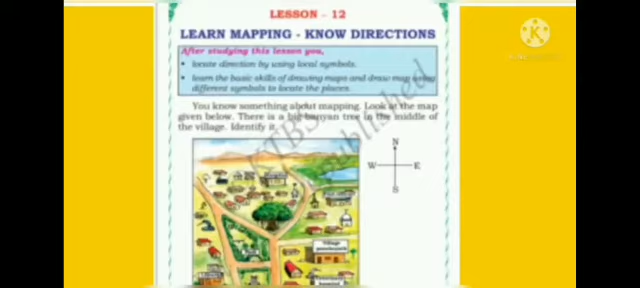 LESSON - 12
LEARN MAPPING - KNOW DIRECTIONS
After studying this lesson you,
• locate direction by using local symbols.
• learn the basic skills of drawing maps and draw map using
different symbols to locate the places.
You know something about mapping. Look at the map
given below. There is a big banyan tree in the middle of
the village. Identify it.
N
W E
S
Village
KTBS
published
K